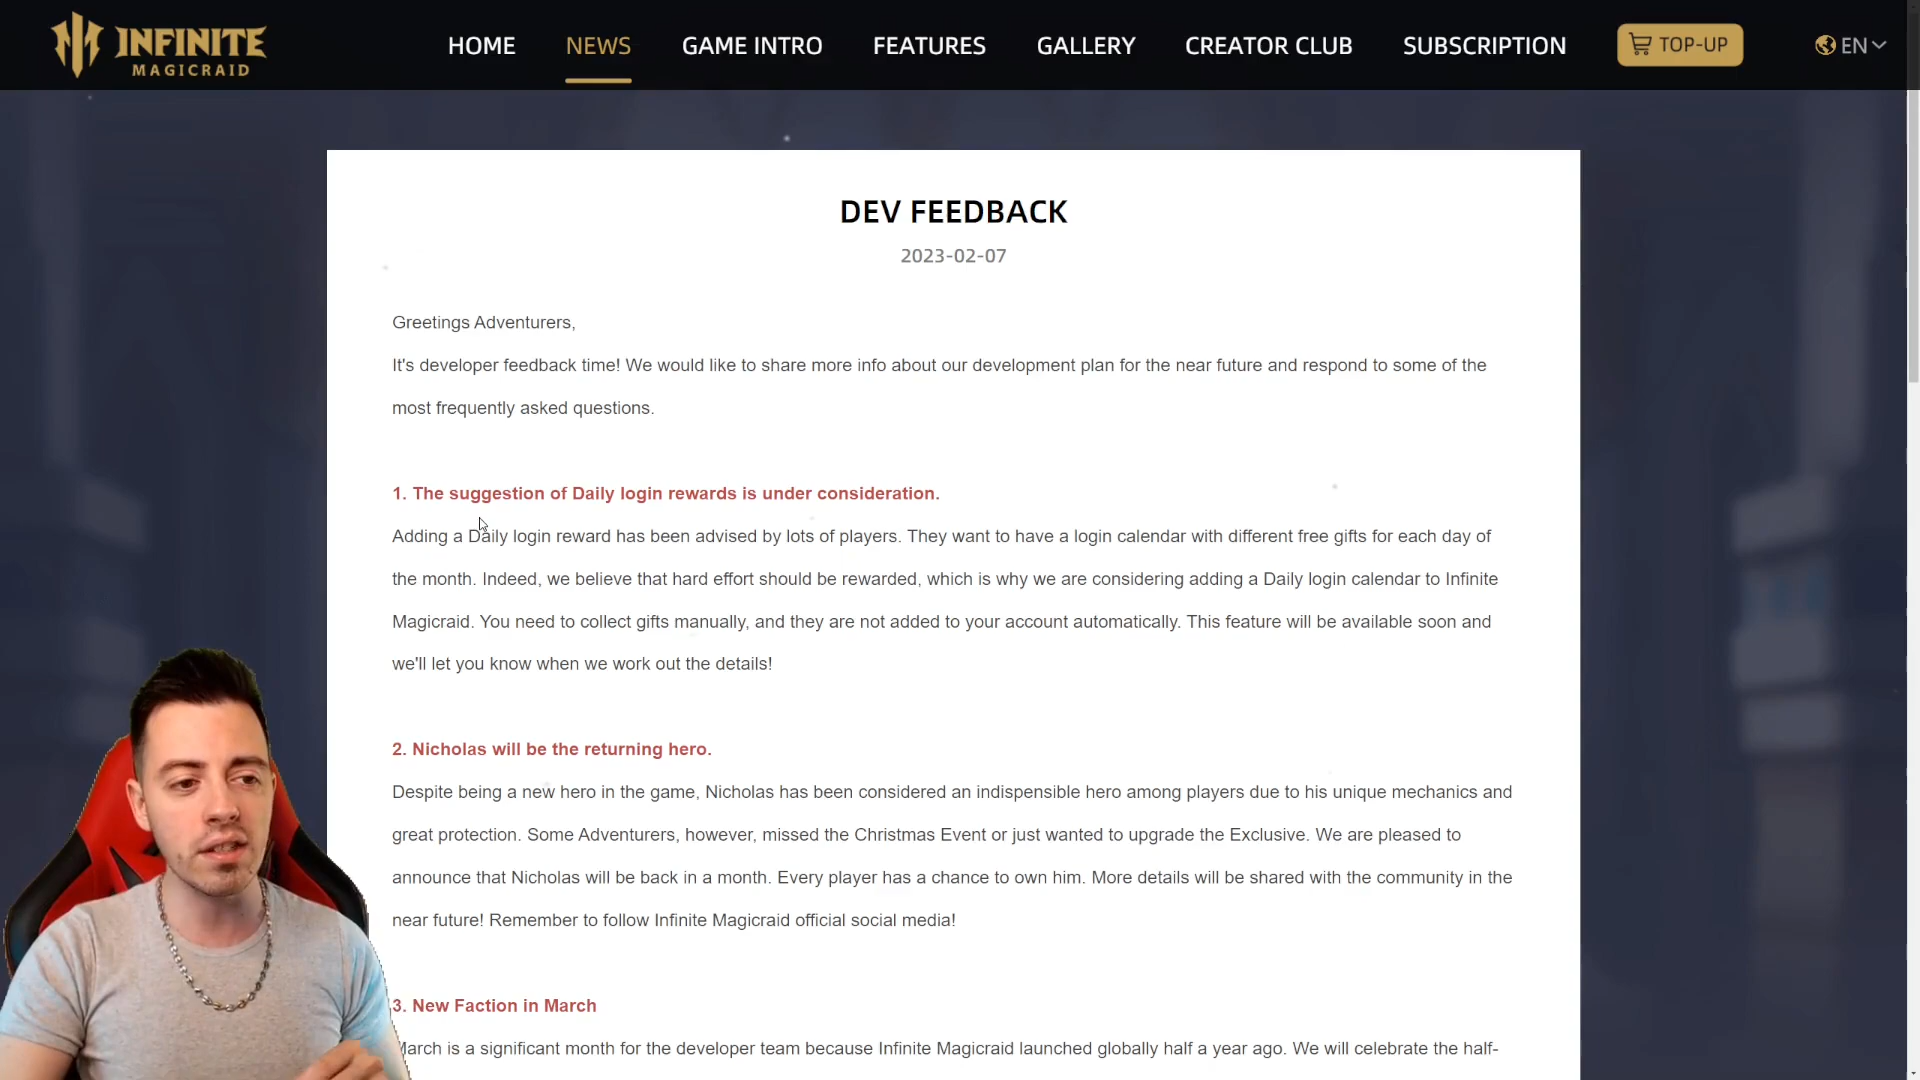 INFINITE
MAGICRAID
HOME NEWS GAME INTRO FEATURES GALLERY CREATOR CLUB SUBSCRIPTION TOP-UP EN
DEV FEEDBACK
2023-02-07
Greetings Adventurers,
It's developer feedback time! We would like to share more info about our development plan for the near future and respond to some of the
most frequently asked questions.
1. The suggestion of Daily login rewards is under consideration.
Adding a Daily login reward has been advised by lots of players. They want to have a login calendar with different free gifts for each day of
the month. Indeed, we believe that hard effort should be rewarded, which is why we are considering adding a Daily login calendar to Infinite
Magicraid. You need to collect gifts manually, and they are not added to your account automatically. This feature will be available soon and
we'll let you know when we work out the details!
2. Nicholas will be the returning hero.
Despite being a new hero in the game, Nicholas has been considered an indispensible hero among players due to his unique mechanics and
great protection. Some Adventurers, however, missed the Christmas Event or just wanted to upgrade the Exclusive. We are pleased to
announce that Nicholas will be back in a month. Every player has a chance to own him. More details will be shared with the community in the
near future! Remember to follow Infinite Magicraid official social media!
3. New Faction in March
March is a significant month for the developer team because Infinite Magicraid launched globally half a year ago. We will celebrate the half-